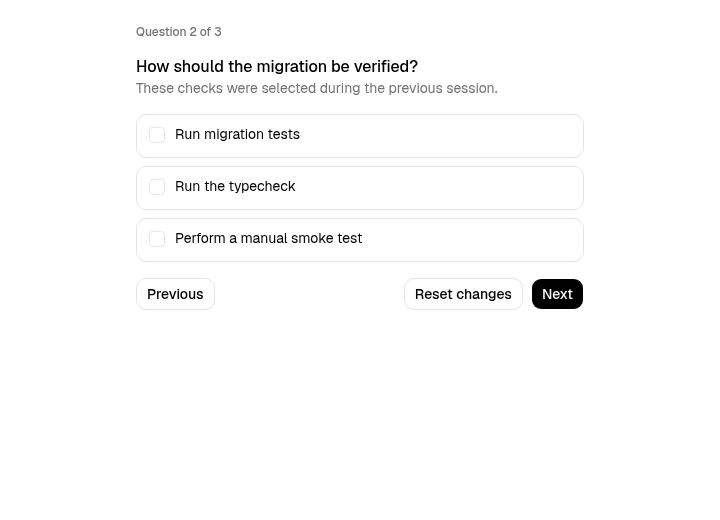 Question 2 of 3
How should the migration be verified?
These checks were selected during the previous session.
Run migration tests
Run the typecheck
Perform a manual smoke test
Previous
Reset changes
Next